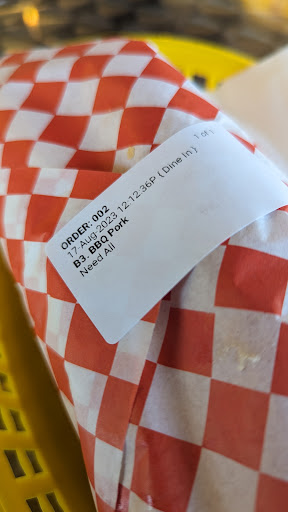 1 of 1
ORDER: 002
17-Aug-2023 12:12:36P ( Dine In )
B3. BBQ Pork
Need All